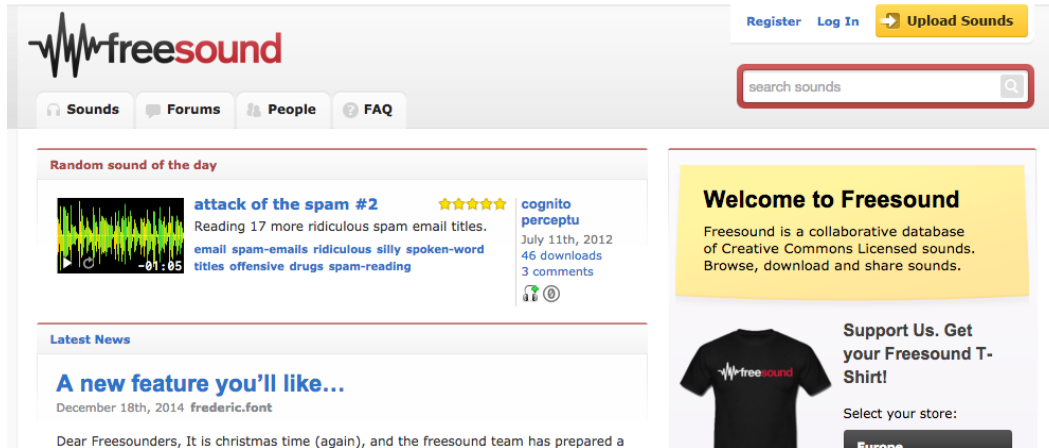 freesound
Register Log In Upload Sounds
search sounds
Sounds Forums People FAQ
Random sound of the day
attack of the spam #2
Reading 17 more ridiculous spam email titles.
email spam-emails ridiculous silly spoken-word
titles offensive drugs spam-reading
-01:05
cognito
perceptu
July 11th, 2012
46 downloads
3 comments
0
Latest News
A new feature you'll like...
December 18th, 2014 frederic.font
Dear Freesounders, It is christmas time (again), and the freesound team has prepared a
Welcome to Freesound
Freesound is a collaborative database
of Creative Commons Licensed sounds.
Browse, download and share sounds.
freesound
Support Us. Get
your Freesound T-
Shirt!
Select your store:
Europe